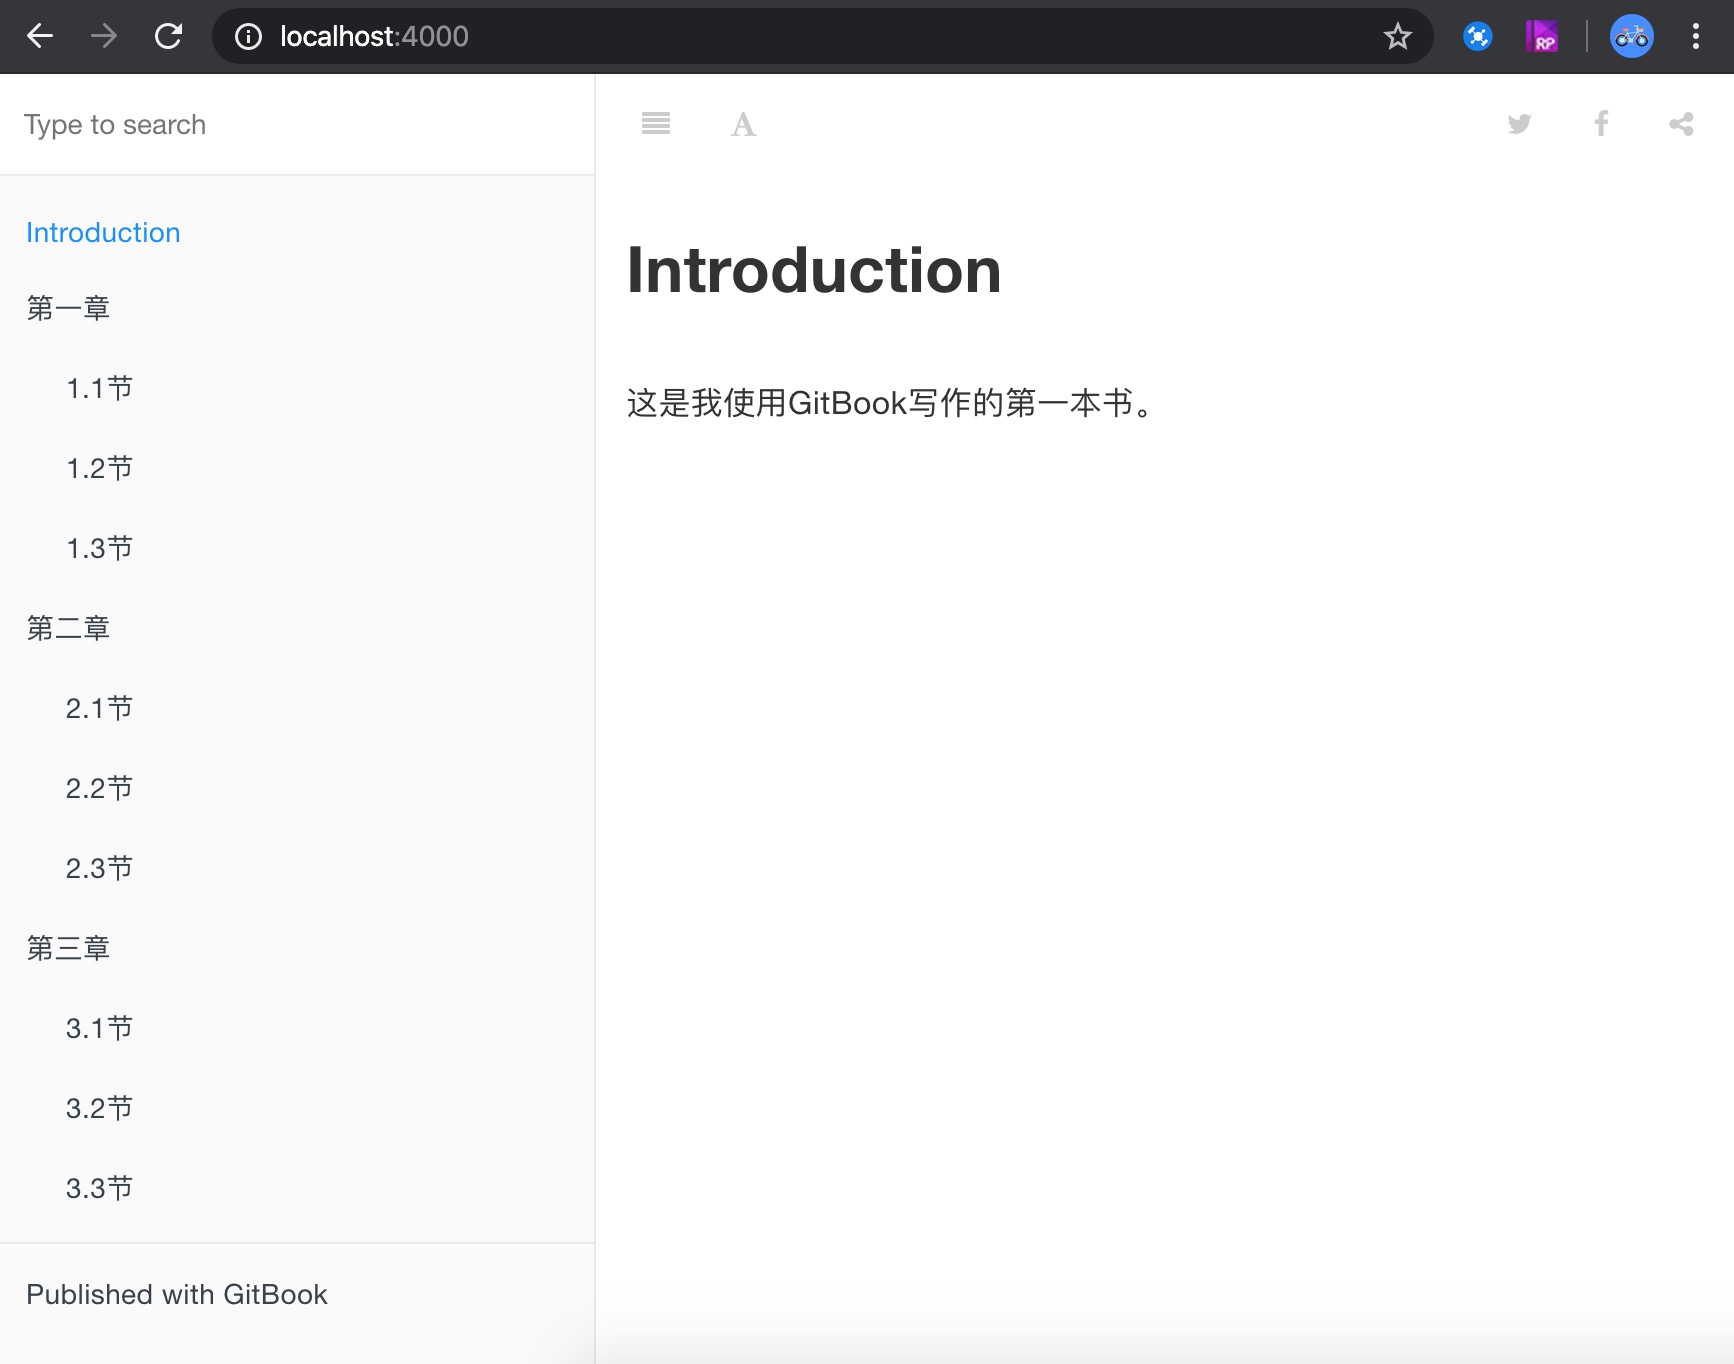 localhost:4000
RP
Type to search
A
Introduction
第一章
1.1节
1.2节
1.3节
第二章
2.1节
2.2节
2.3节
第三章
3.1节
3.2节
3.3节
Published with GitBook
Introduction
这是我使用GitBook写作的第一本书。